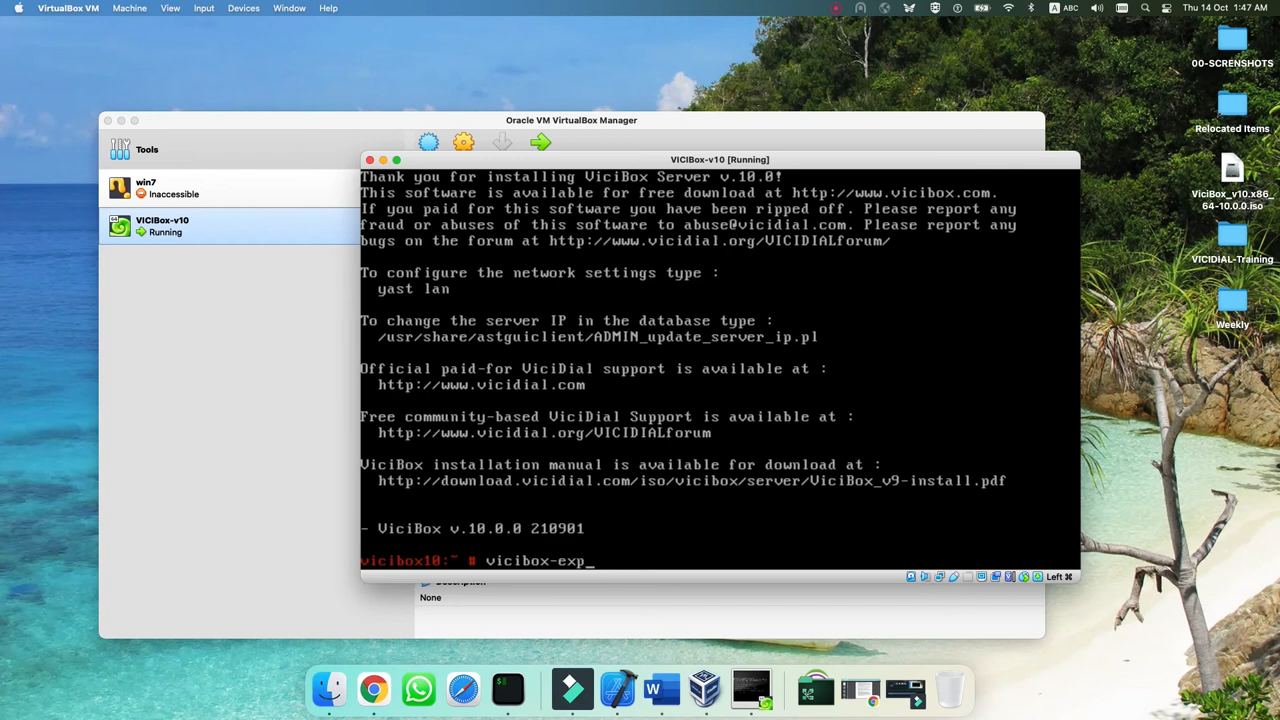 VirtualBox VM Machine View Input Devices Window Help
ABC Thu 14 Oct 1:47 AM
00-SCRENSHOTS
Relocated Items
ViciBox_v10.x86_
64-10.0.0.iso
VICIDIAL-Training
Weekly
Oracle VM VirtualBox Manager
Tools
win7
Inaccessible
64
VICIBox-v10
Running
VICIBox-v10 [Running]
Thank you for installing ViciBox Server v.10.0!
This software is available for free download at http://www.vicibox.com.
If you paid for this software you have been ripped off. Please report any
fraud or abuses of this software to abuse@vicidial.com. Please report any
bugs on the forum at http://www.vicidial.org/VICIDIALforum/
To configure the network settings type :
yast lan
To change the server IP in the database type :
/usr/share/astguiclient/ADMIN_update_server_ip.pl
Official paid-for ViciDial support is available at :
http://www.vicidial.com
Free community-based ViciDial Support is available at :
http://www.vicidial.org/VICIDIALforum
ViciBox installation manual is available for download at :
http://download.vicidial.com/iso/vicibox/server/ViciBox_v9-install.pdf
- ViciBox v.10.0.0 210901
vicibox10:~ # vicibox-exp_
Left ⌘
Description
None